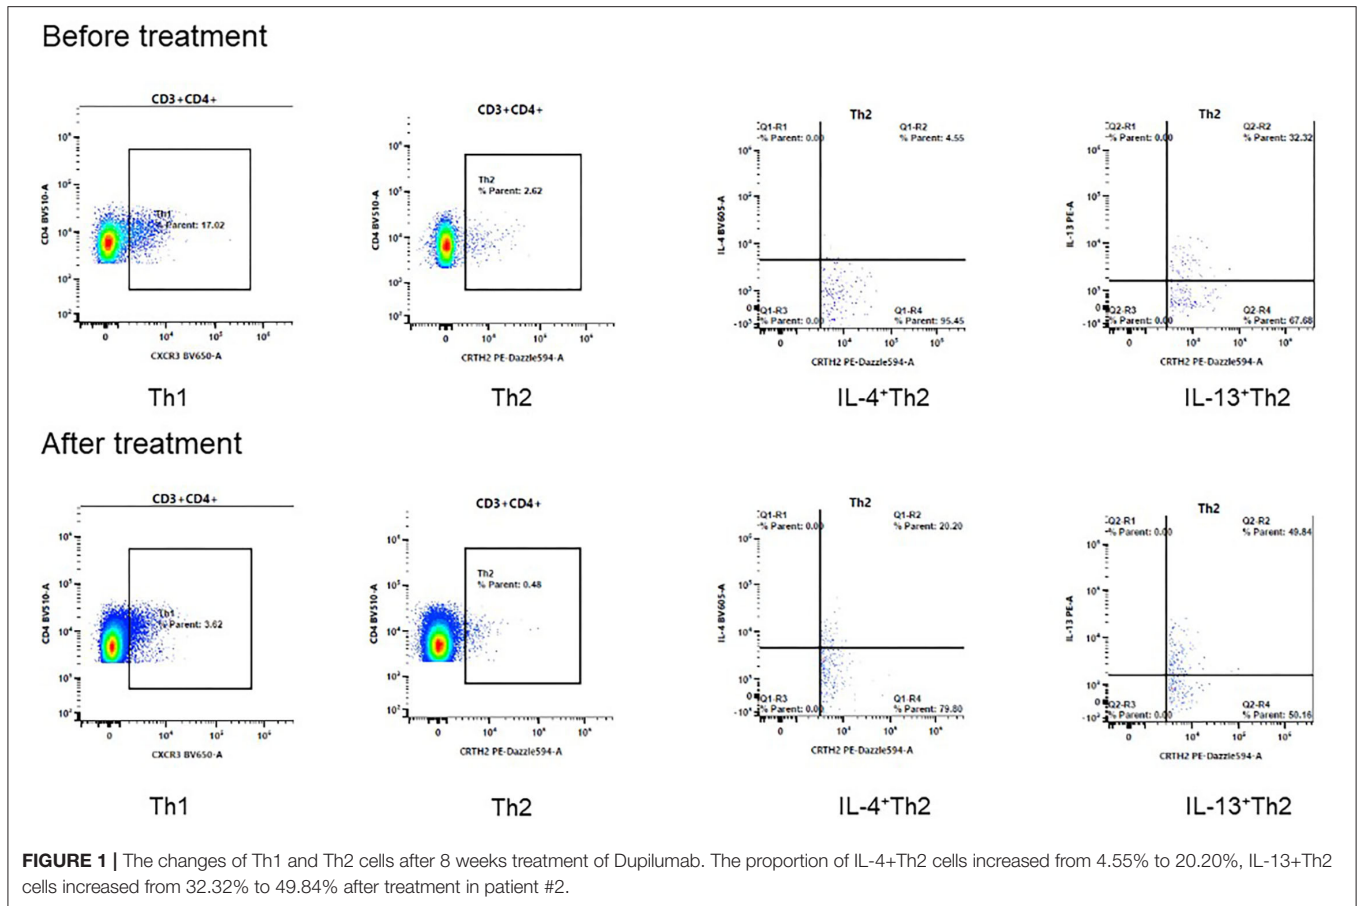 Before treatment
CD3+CD4+
CD4 BV510-A
Th1
% Parent: 17.02
0
CXCR3 BV650-A
Th1
CD3+CD4+
CD4 BV510-A
Th2
% Parent: 2.62
0
CRTH2 PE-Dazzle594-A
Th2
Th2
Q1-R1
% Parent: 0.00
Q1-R2
% Parent: 4.55
IL-4 BV605-A
Q1-R3
% Parent: 0.00
Q1-R4
% Parent: 95.45
0
CRTH2 PE-Dazzle594-A
IL-4⁺Th2
Th2
Q2-R1
% Parent: 0.00
Q2-R2
% Parent: 32.32
IL-13 PE-A
Q2-R3
% Parent: 0.00
Q2-R4
% Parent: 67.68
0
CRTH2 PE-Dazzle594-A
IL-13⁺Th2
After treatment
CD3+CD4+
CD4 BV510-A
Th1
% Parent: 3.62
0
CXCR3 BV650-A
Th1
CD3+CD4+
CD4 BV510-A
Th2
% Parent: 0.48
0
CRTH2 PE-Dazzle594-A
Th2
Th2
Q1-R1
% Parent: 0.00
Q1-R2
% Parent: 20.20
IL-4 BV605-A
Q1-R3
% Parent: 0.00
Q1-R4
% Parent: 79.80
0
CRTH2 PE-Dazzle594-A
IL-4⁺Th2
Th2
Q2-R1
% Parent: 0.00
Q2-R2
% Parent: 49.84
IL-13 PE-A
Q2-R3
% Parent: 0.00
Q2-R4
% Parent: 50.16
0
CRTH2 PE-Dazzle594-A
IL-13⁺Th2
FIGURE 1 | The changes of Th1 and Th2 cells after 8 weeks treatment of Dupilumab. The proportion of IL-4+Th2 cells increased from 4.55% to 20.20%, IL-13+Th2
cells increased from 32.32% to 49.84% after treatment in patient #2.